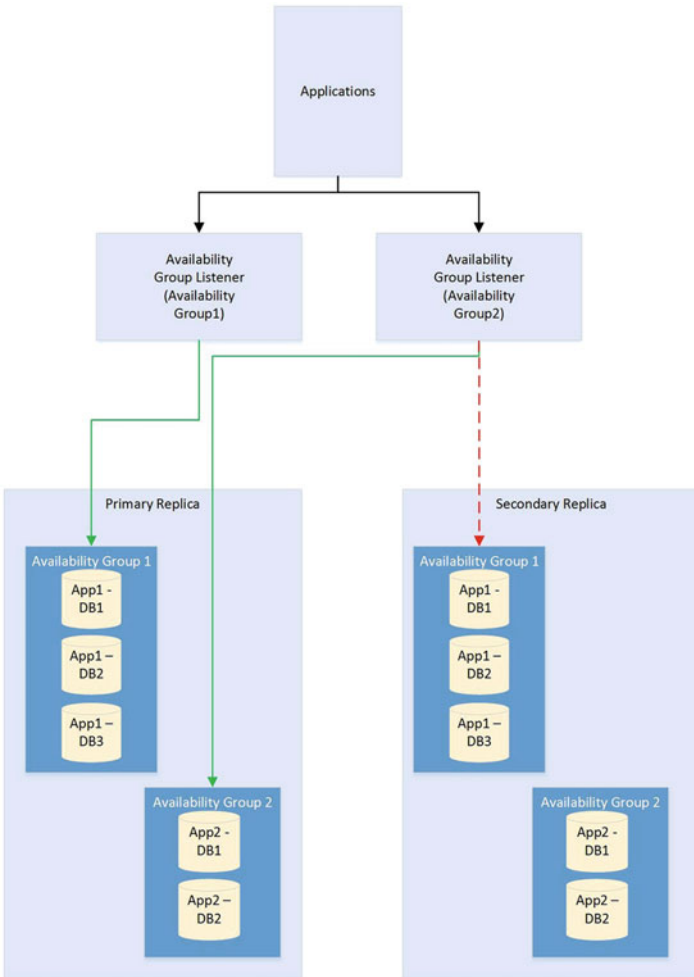 Applications
Availability
Group Listener
(Availability
Group1)
Availability
Group Listener
(Availability
Group2)
Primary Replica
Availability Group 1
App1 -
DB1
App1 –
DB2
App1 –
DB3
Availability Group 2
App2 -
DB1
App2 –
DB2
Secondary Replica
Availability Group 1
App1 -
DB1
App1 –
DB2
App1 –
DB3
Availability Group 2
App2 -
DB1
App2 –
DB2